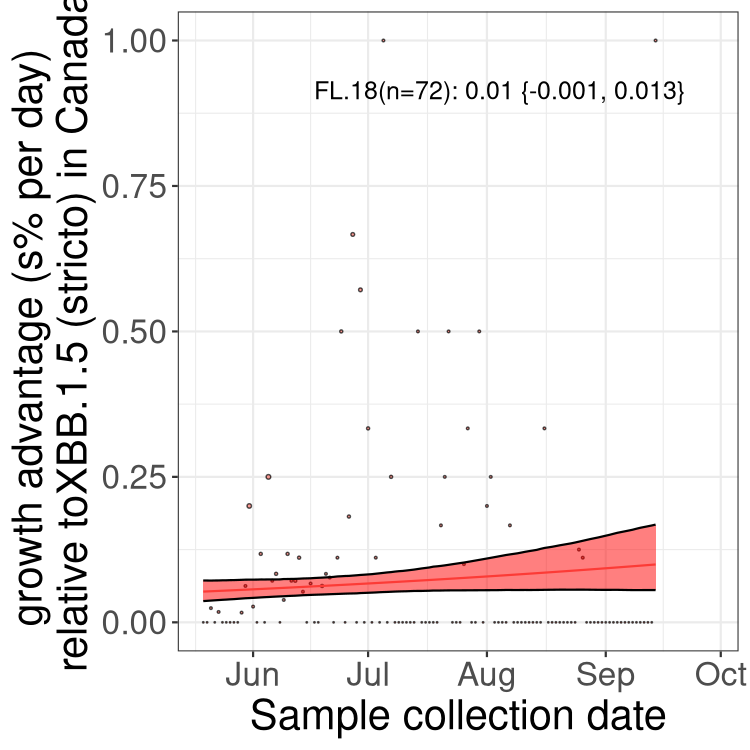 growth advantage (s% per day)
relative toXBB.1.5 (stricto) in Canada
1.00
0.75
0.50
0.25
0.00
FL.18(n=72): 0.01 {-0.001, 0.013}
Jun Jul Aug Sep Oct
Sample collection date